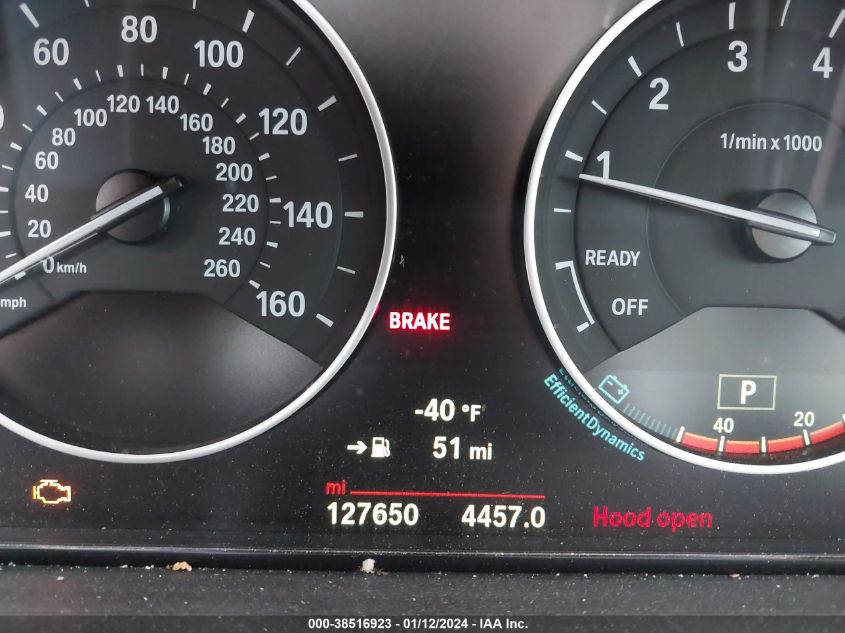 60 80 100 120 140 160
0 20 40 60 80 100 120 140 160 180 200 220 240 260
km/h
mph
1 2 3 4
1/min x 1000
READY
OFF
BRAKE
-40 °F
51 mi
mi
127650 4457.0
Hood open
EfficientDynamics
P
40 20
000-38516923 - 01/12/2024 - IAA Inc.